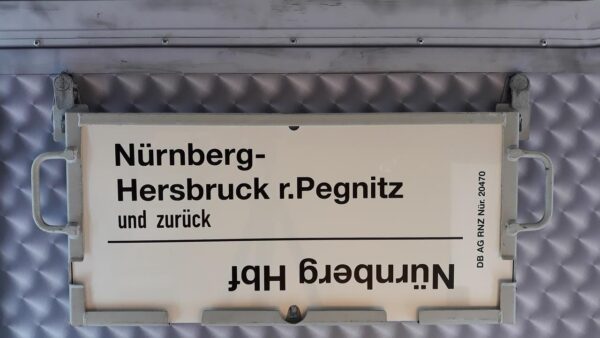 Nürnberg-
Hersbruck r.Pegnitz
und zurück
Nürnberg Hbf
DB AG RNZ Nür. 20470